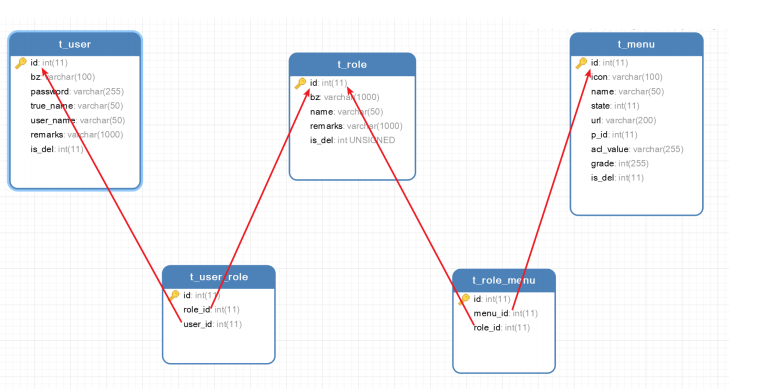 t_user
id: int(11)
bz: varchar(100)
password: varchar(255)
true_name: varchar(50)
user_name: varchar(50)
remarks: varchar(1000)
is_del: int(11)
t_role
id: int(11)
bz: varchar(1000)
name: varchar(50)
remarks: varchar(1000)
is_del: int UNSIGNED
t_menu
id: int(11)
icon: varchar(100)
name: varchar(50)
state: int(11)
url: varchar(200)
p_id: int(11)
acl_value: varchar(255)
grade: int(255)
is_del: int(11)
t_user_role
id: int(11)
role_id: int(11)
user_id: int(11)
t_role_menu
id: int(11)
menu_id: int(11)
role_id: int(11)